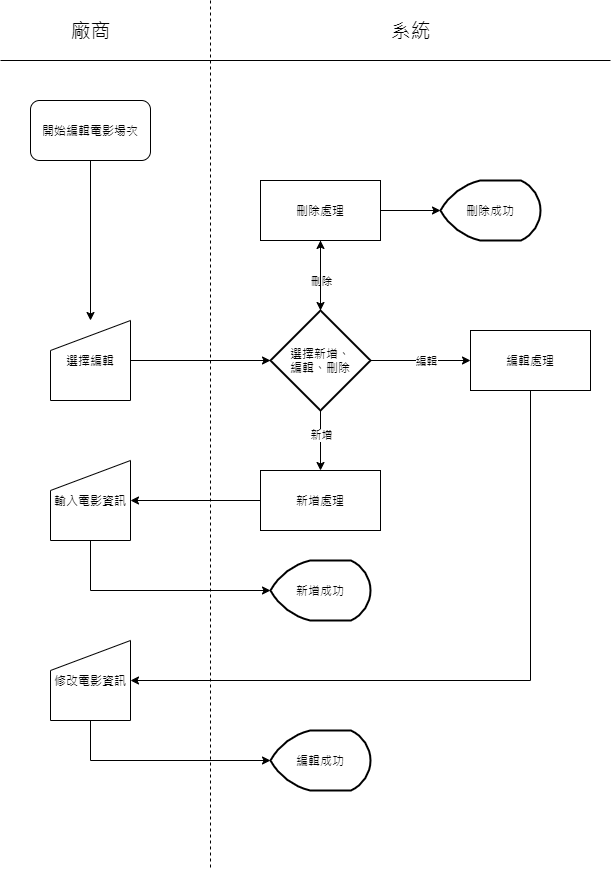 廠商
系統
開始編輯電影場次
刪除處理
刪除成功
刪除
選擇編輯
選擇新增、
編輯、刪除
編輯
編輯處理
新增
輸入電影資訊
新增處理
新增成功
修改電影資訊
編輯成功